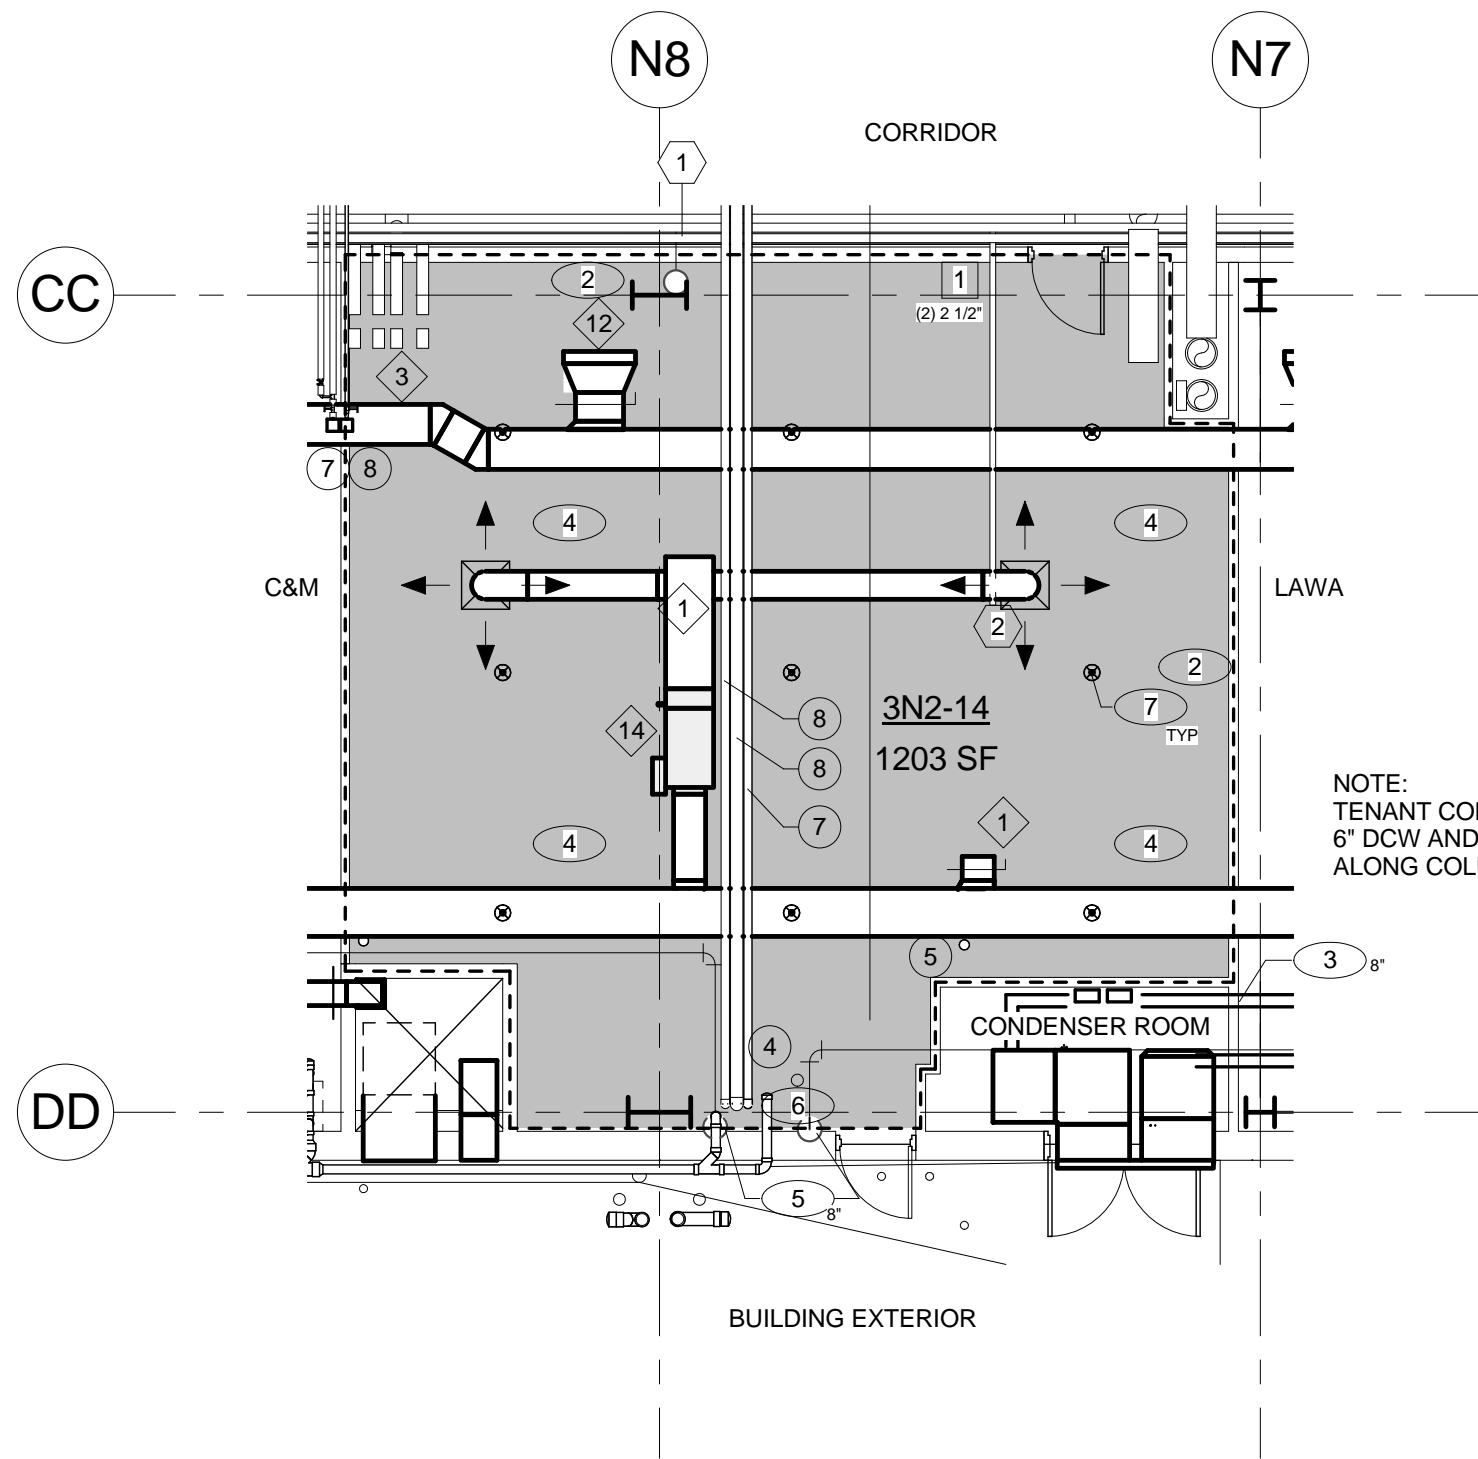 N8
N7
CORRIDOR
1
CC
2
1
(2) 2 1/2"
12
3
7
8
4
4
C&M
LAWA
1
2
2
8
3N2-14
7
14
TYP
8
1203 SF
NOTE:
TENANT CO
6" DCW AND
ALONG COL
7
1
4
4
5
3
8"
CONDENSER ROOM
4
DD
6
5
8"
BUILDING EXTERIOR